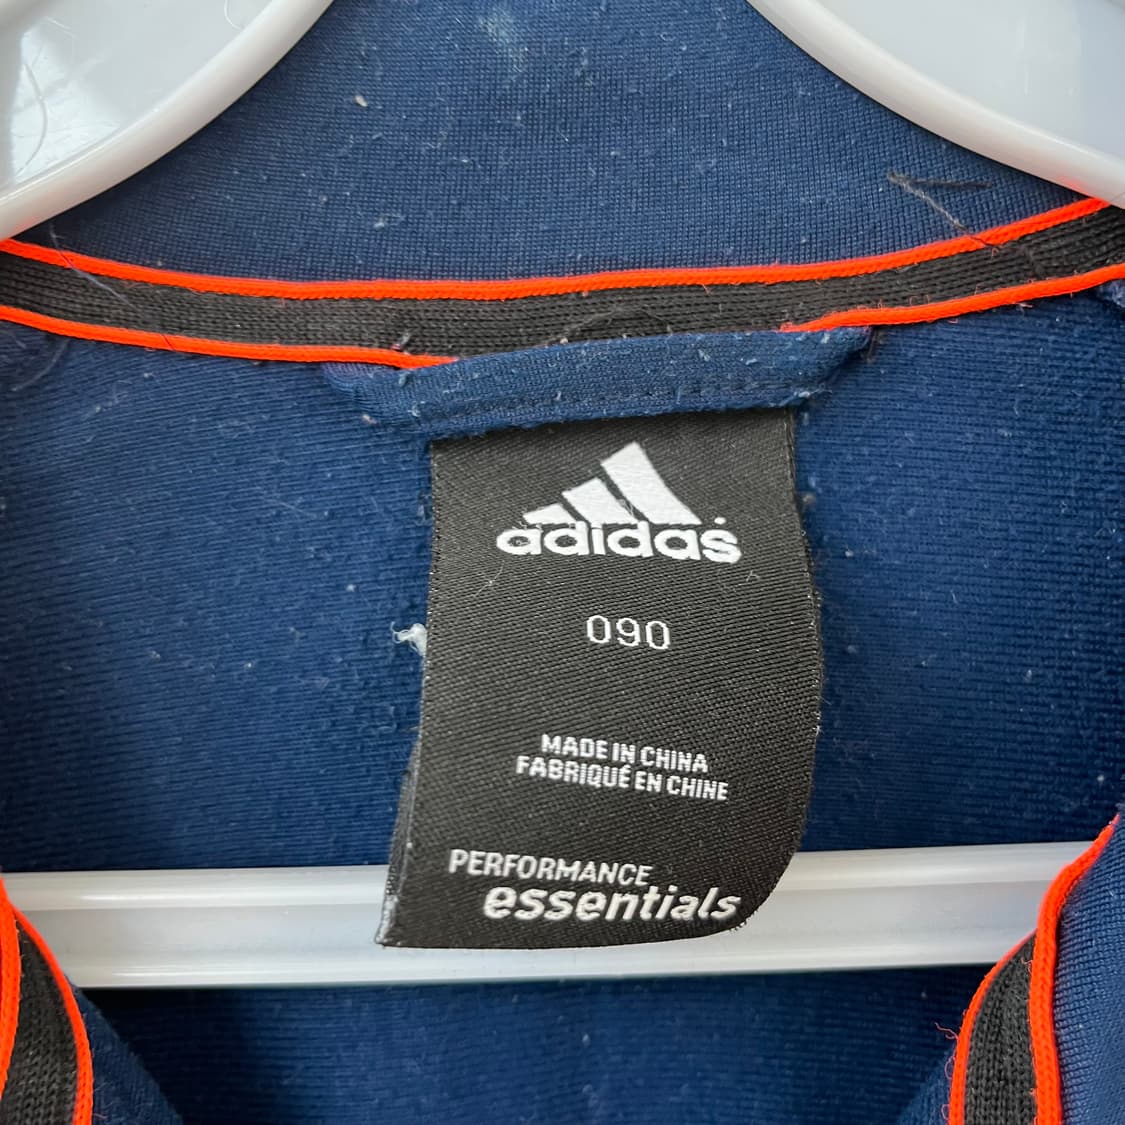 adidas
090
MADE IN CHINA
FABRIQUÉ EN CHINE
PERFORMANCE
essentials